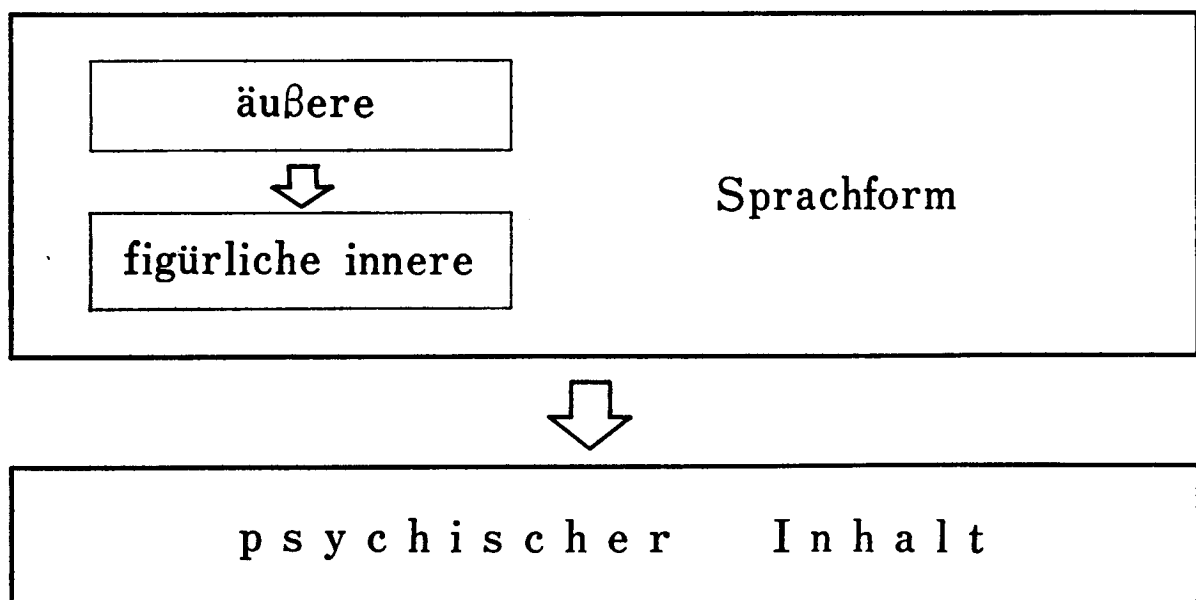 äußere
Sprachform
figürliche innere
psychischer Inhalt